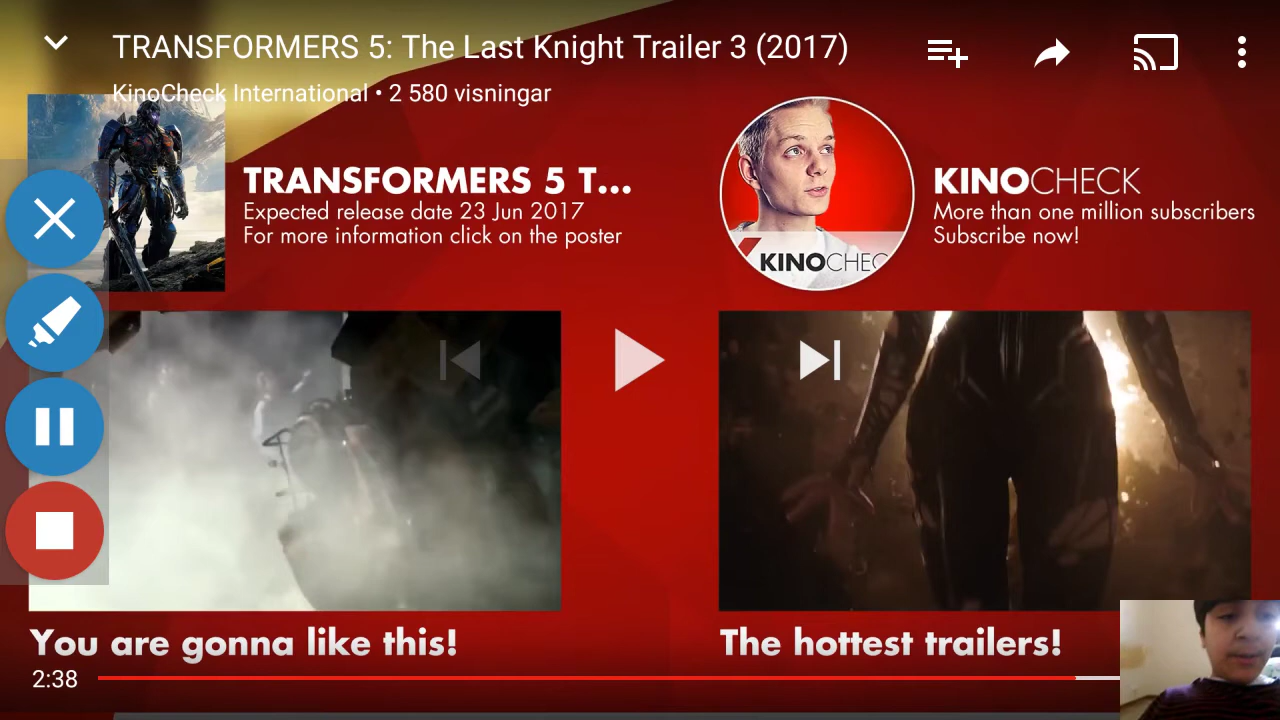 TRANSFORMERS 5: The Last Knight Trailer 3 (2017)
KinoCheck International • 2 580 visningar
TRANSFORMERS 5 T...
Expected release date 23 Jun 2017
For more information click on the poster
KINOCHECK
More than one million subscribers
Subscribe now!
KINOCHEC
You are gonna like this!
The hottest trailers!
2:38